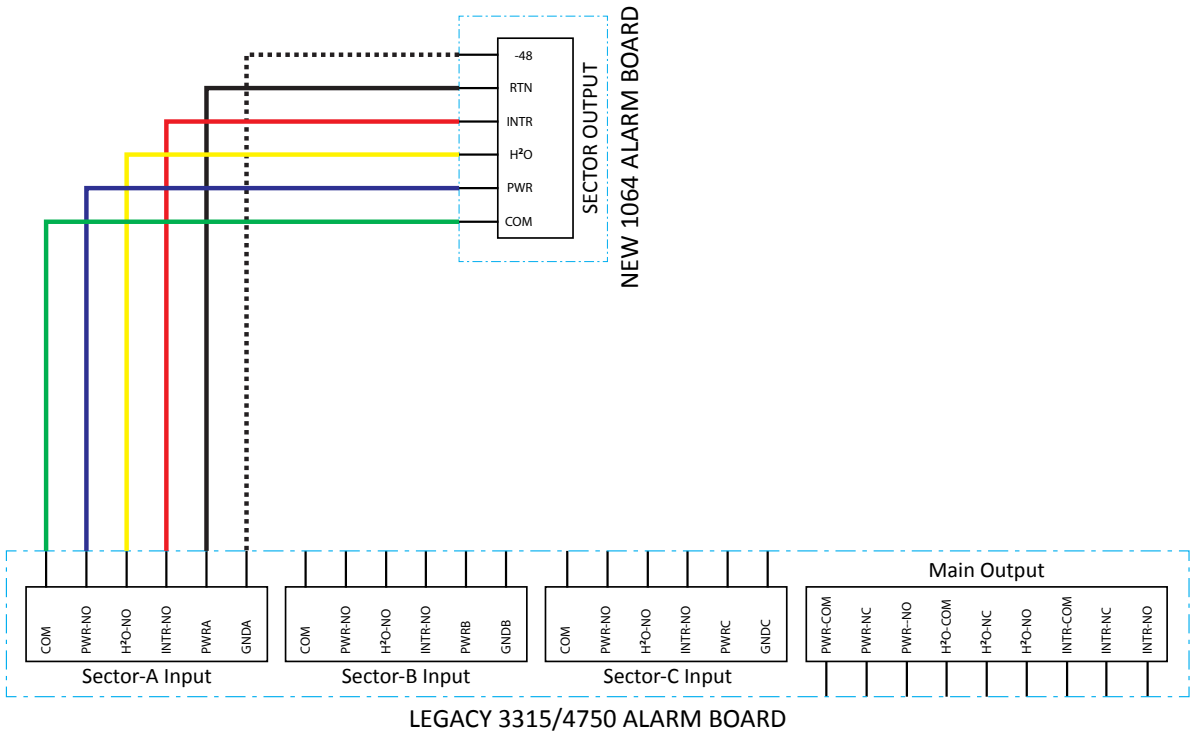 -48
RTN
INTR
H²O
PWR
COM
SECTOR OUTPUT
NEW 1064 ALARM BOARD
COM
PWR-NO
H²O-NO
INTR-NO
PWRA
GNDA
Sector-A Input
COM
PWR-NO
H²O-NO
INTR-NO
PWRB
GNDB
Sector-B Input
COM
PWR-NO
H²O-NO
INTR-NO
PWRC
GNDC
Sector-C Input
Main Output
PWR-COM
PWR-NC
PWR--NO
H²O-COM
H²O-NC
H²O-NO
INTR-COM
INTR-NC
INTR-NO
LEGACY 3315/4750 ALARM BOARD